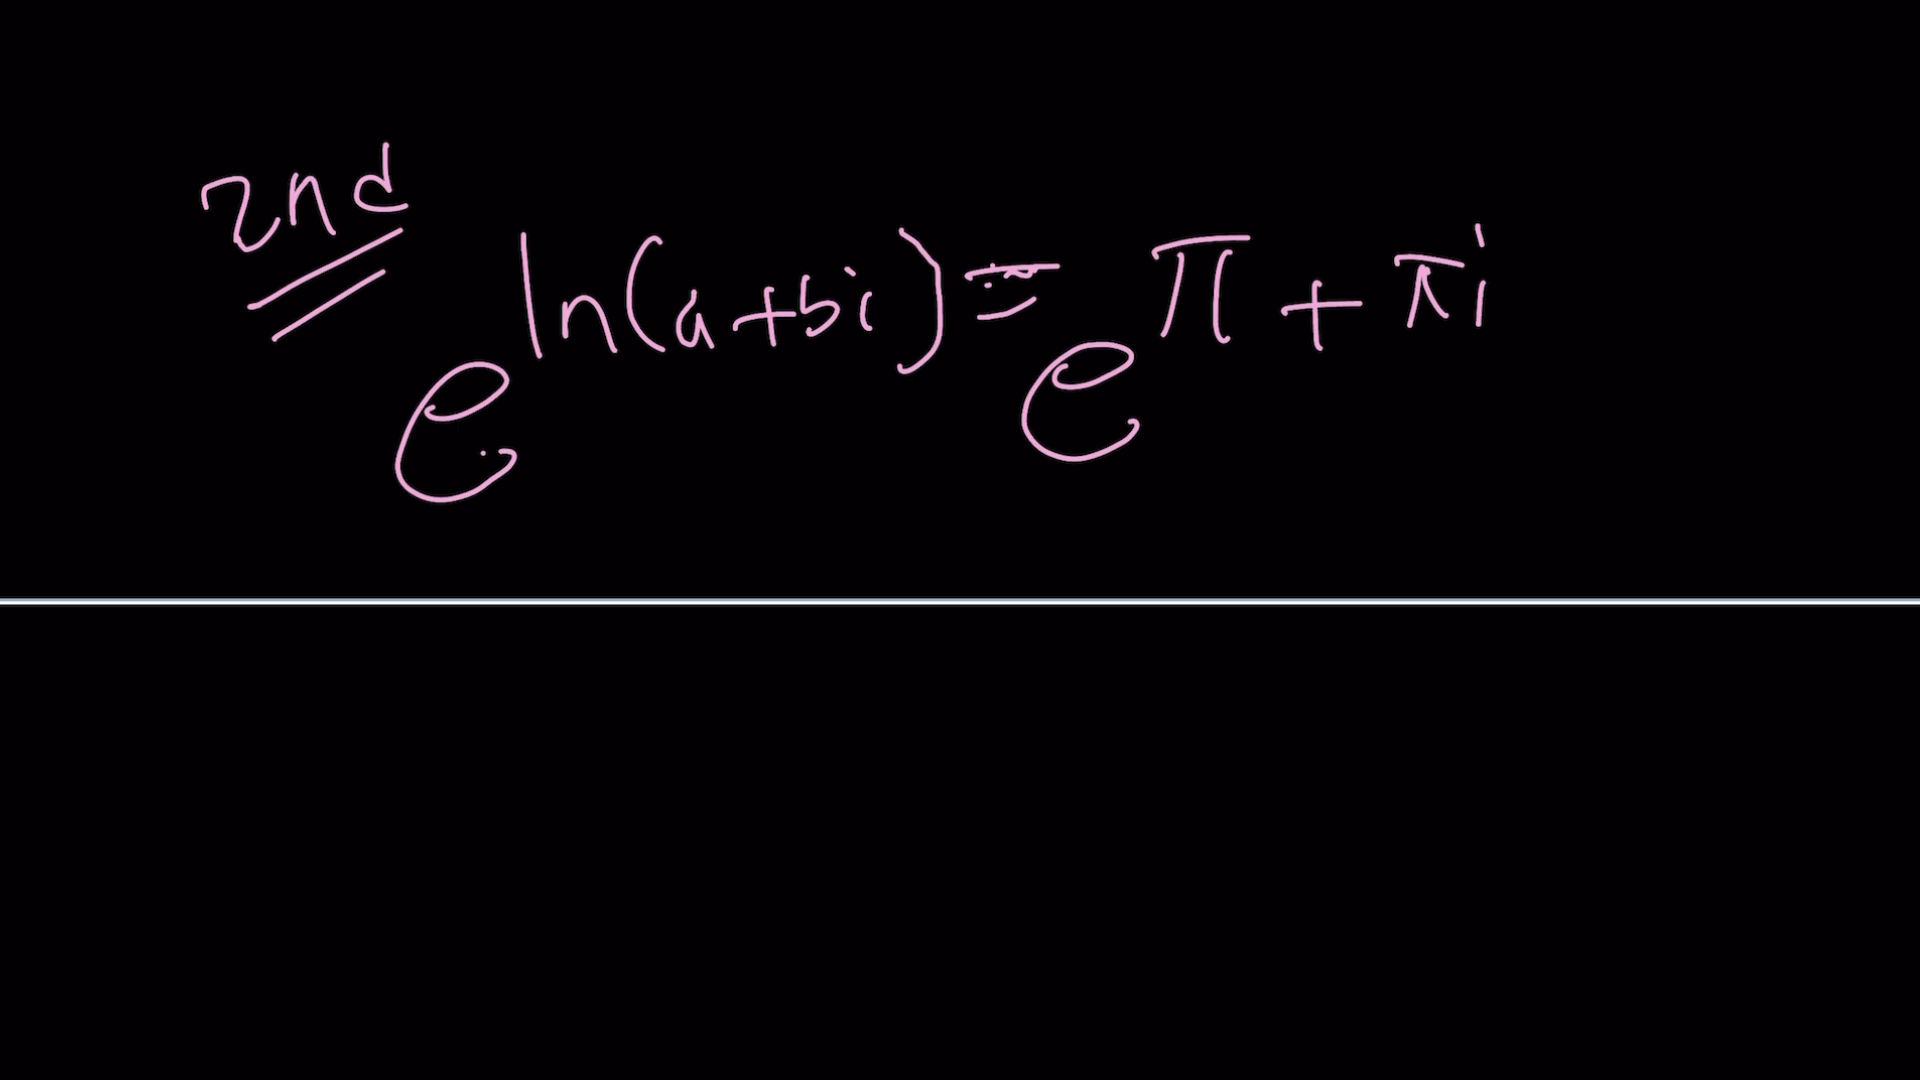 2nd
e^ln(a+bi) = e^π + πi